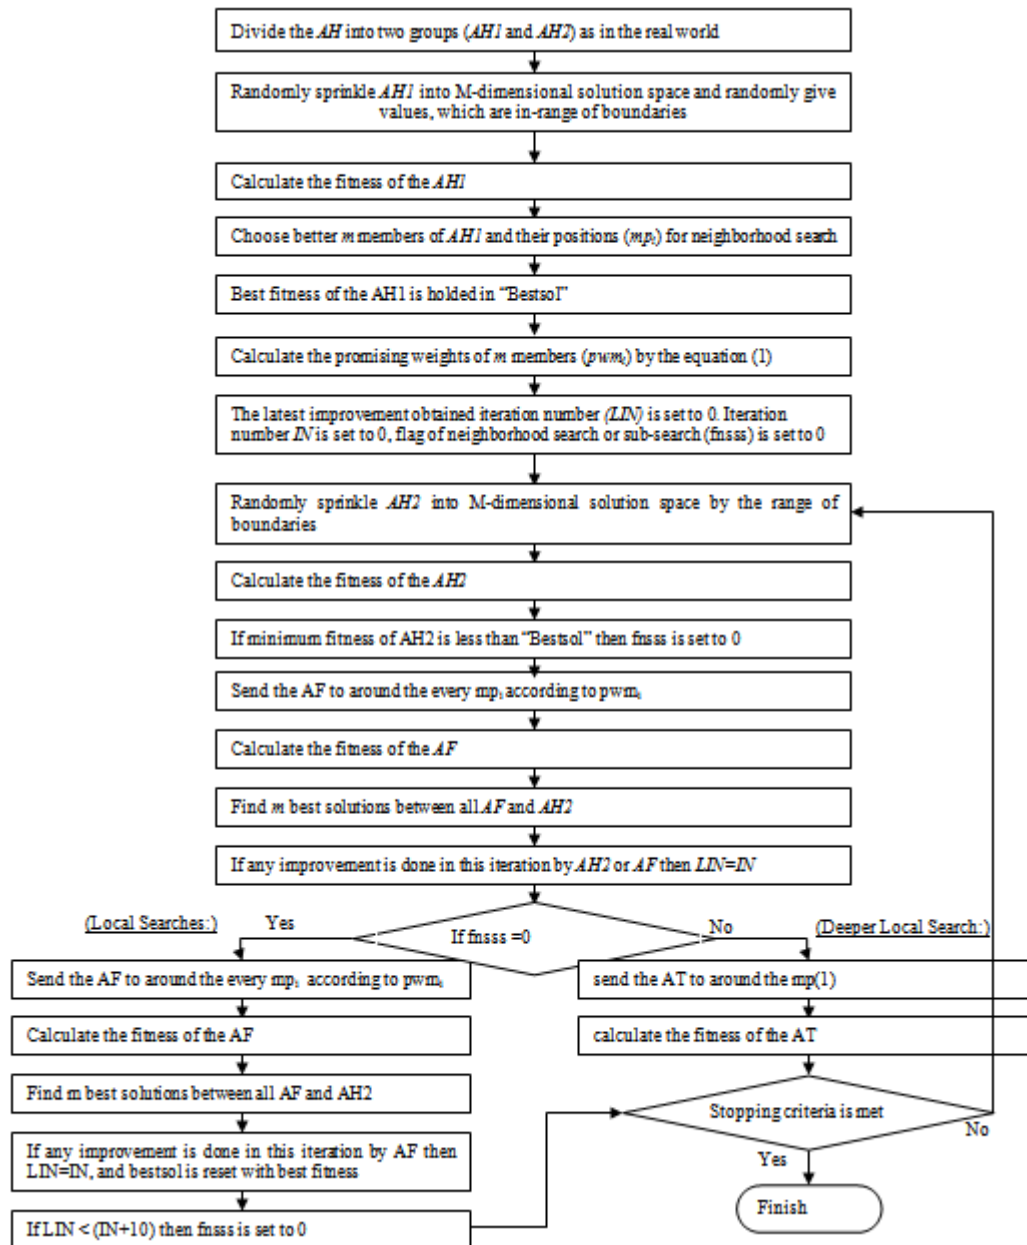 Divide the AH into two groups (AH1 and AH2) as in the real world
Randomly sprinkle AH1 into M-dimensional solution space and randomly give
values, which are in-range of boundaries
Calculate the fitness of the AH1
Choose better m members of AH1 and their positions (mpᵢ) for neighborhood search
Best fitness of the AH1 is holded in “Bestsol”
Calculate the promising weights of m members (pwmᵢ) by the equation (1)
The latest improvement obtained iteration number (LIN) is set to 0. Iteration
number IN is set to 0, flag of neighborhood search or sub-search (fnsss) is set to 0
Randomly sprinkle AH2 into M-dimensional solution space by the range of
boundaries
Calculate the fitness of the AH2
If minimum fitness of AH2 is less than “Bestsol” then fnsss is set to 0
Send the AF to around the every mpᵢ according to pwmᵢ
Calculate the fitness of the AF
Find m best solutions between all AF and AH2
If any improvement is done in this iteration by AH2 or AF then LIN=IN
(Local Searches:)
Yes
If fnsss =0
No
(Deeper Local Search:)
Send the AF to around the every mpᵢ according to pwmᵢ
Calculate the fitness of the AF
Find m best solutions between all AF and AH2
If any improvement is done in this iteration by AF then
LIN=IN, and bestsol is reset with best fitness
If LIN < (IN+10) then fnsss is set to 0
send the AT to around the mp(1)
calculate the fitness of the AT
Stopping criteria is met
No
Yes
Finish